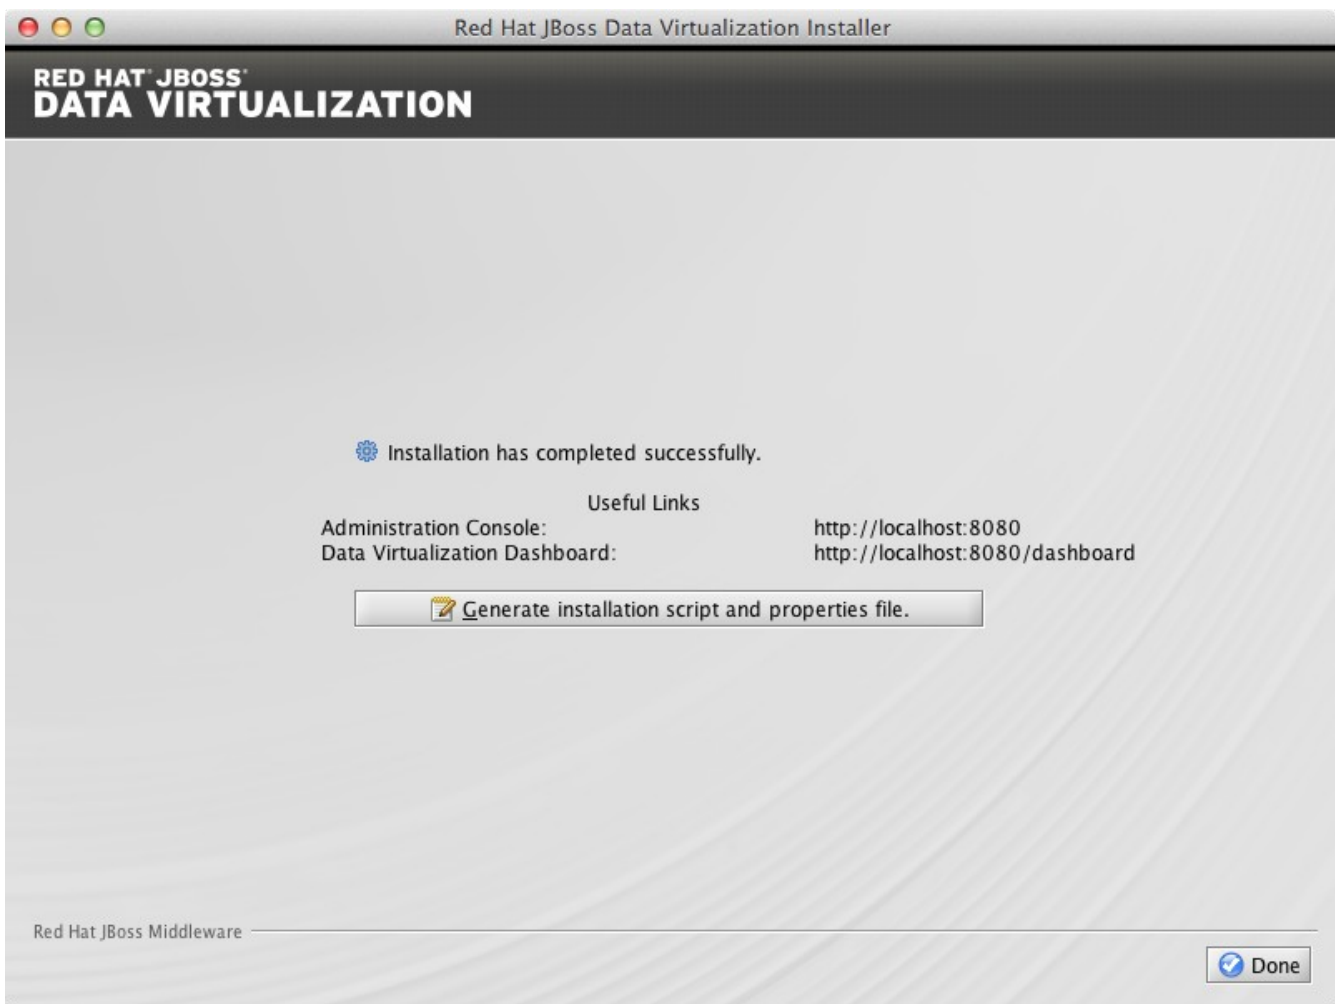 Red Hat JBoss Data Virtualization Installer
RED HAT® JBOSS®
DATA VIRTUALIZATION
Installation has completed successfully.
Useful Links
Administration Console: http://localhost:8080
Data Virtualization Dashboard: http://localhost:8080/dashboard
Generate installation script and properties file.
Red Hat JBoss Middleware
Done